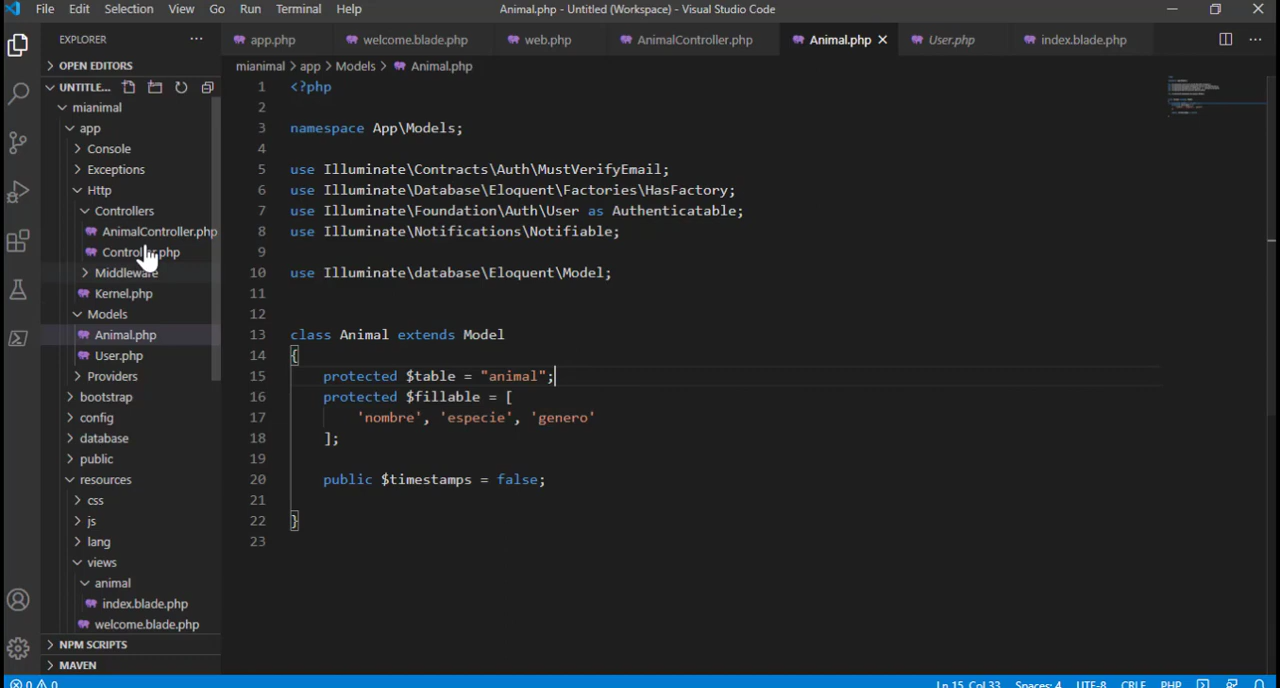 File Edit Selection View Go Run Terminal Help Animal.php - Untitled (Workspace) - Visual Studio Code
EXPLORER ···
app.php welcome.blade.php web.php AnimalController.php Animal.php User.php index.blade.php
OPEN EDITORS
UNTITLE...
mianimal
app
Console
Exceptions
Http
Controllers
AnimalController.php
Controller.php
Middleware
Kernel.php
Models
Animal.php
User.php
Providers
bootstrap
config
database
public
resources
css
js
lang
views
animal
index.blade.php
welcome.blade.php
NPM SCRIPTS
MAVEN
mianimal > app > Models > Animal.php
1 <?php
2
3 namespace App\Models;
4
5 use Illuminate\Contracts\Auth\MustVerifyEmail;
6 use Illuminate\Database\Eloquent\Factories\HasFactory;
7 use Illuminate\Foundation\Auth\User as Authenticatable;
8 use Illuminate\Notifications\Notifiable;
9
10 use Illuminate\database\Eloquent\Model;
11
12
13 class Animal extends Model
14 {
15 protected $table = "animal";
16 protected $fillable = [
17 'nombre', 'especie', 'genero'
18 ];
19
20 public $timestamps = false;
21
22 }
23
0 0 Ln 15, Col 33 Spaces: 4 UTF-8 CRLF PHP